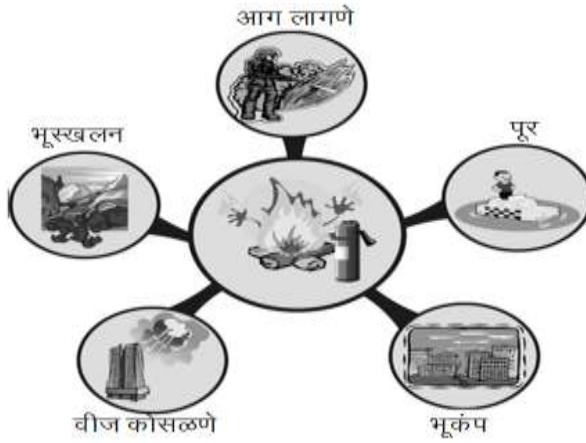 आग लागणे
भूस्खलन
पूर
वीज कोसळणे
भूकंप